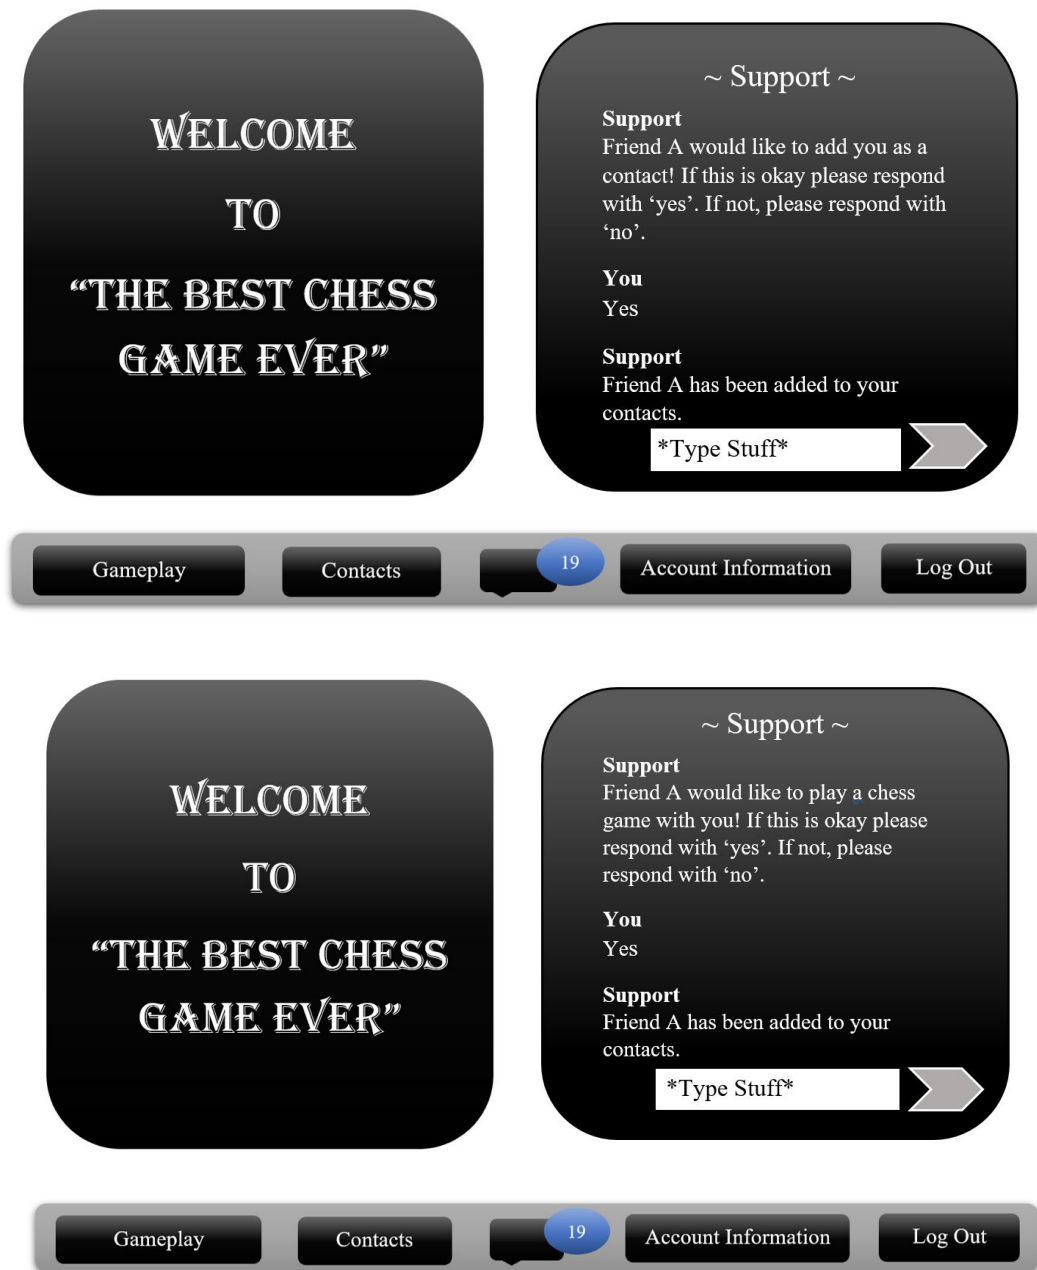 WELCOME
TO
“THE BEST CHESS
GAME EVER”
~ Support ~
Support
Friend A would like to add you as a
contact! If this is okay please respond
with ‘yes’. If not, please respond with
‘no’.
You
Yes
Support
Friend A has been added to your
contacts.
*Type Stuff*
Gameplay
Contacts
19
Account Information
Log Out
WELCOME
TO
“THE BEST CHESS
GAME EVER”
~ Support ~
Support
Friend A would like to play a chess
game with you! If this is okay please
respond with ‘yes’. If not, please
respond with ‘no’.
You
Yes
Support
Friend A has been added to your
contacts.
*Type Stuff*
Gameplay
Contacts
19
Account Information
Log Out